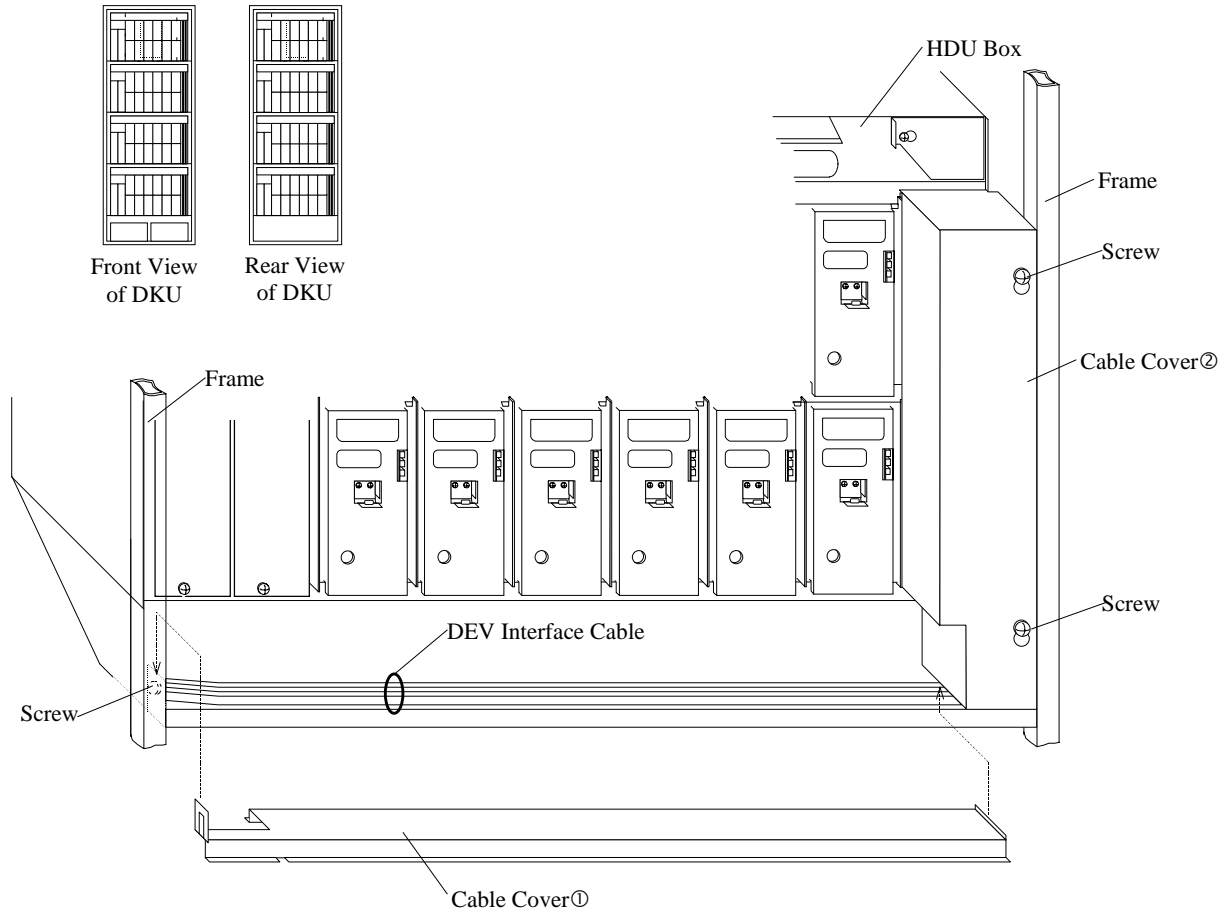 HDU Box
Frame
Front View
of DKU
Rear View
of DKU
Screw
Cable Cover②
Frame
Screw
DEV Interface Cable
Screw
Cable Cover①